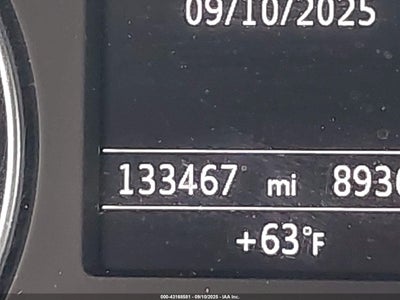 09/10/2025
133467 mi 893
+63°F
000-43188581 - 09/10/2025 - IAA Inc.